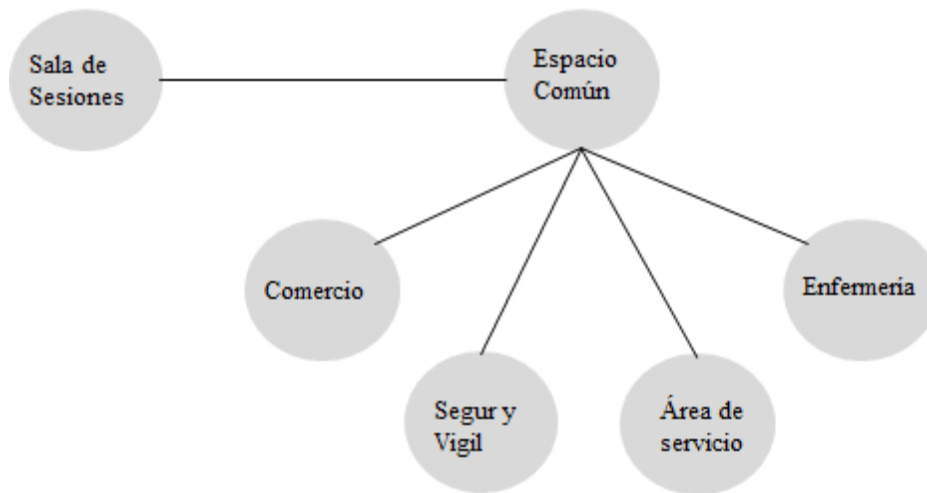 Sala de
Sesiones
Espacio
Común
Comercio
Enfermería
Segur y
Vigil
Área de
servicio